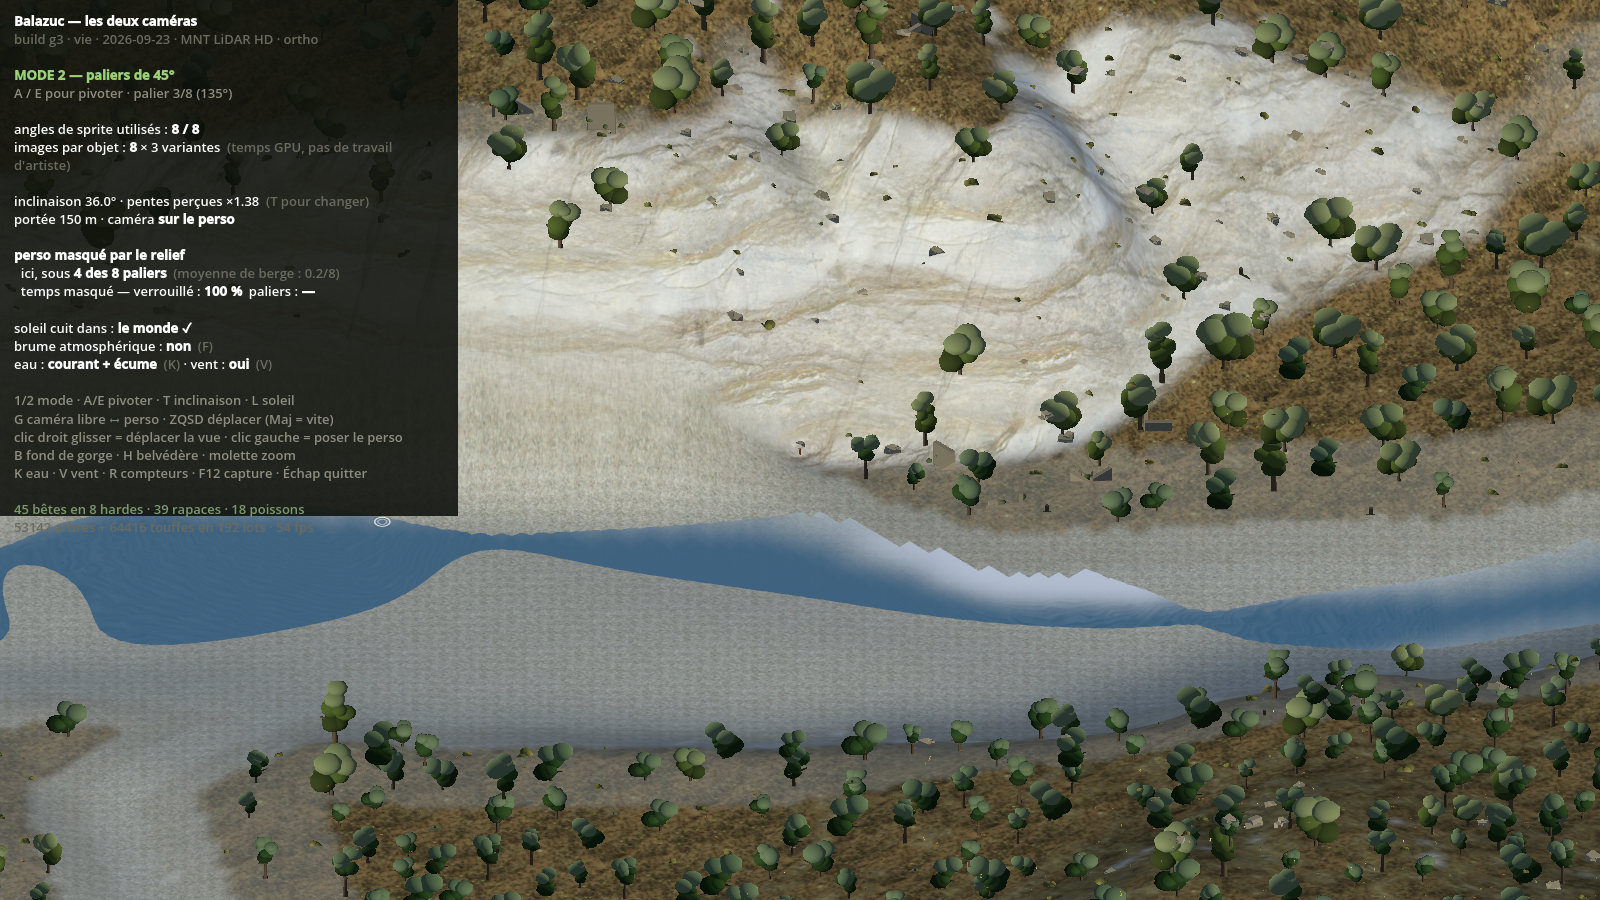 Balazuc — les deux caméras
build g3 · vie · 2026-09-23 · MNT LiDAR HD · ortho
MODE 2 — paliers de 45°
A / E pour pivoter · palier 3/8 (135°)
angles de sprite utilisés : 8 / 8
images par objet : 8 × 3 variantes (temps GPU, pas de travail
d'artiste)
inclinaison 36.0° · pentes perçues ×1.38 (T pour changer)
portée 150 m · caméra sur le perso
perso masqué par le relief
ici, sous 4 des 8 paliers (moyenne de berge : 0.2/8)
temps masqué — verrouillé : 100 % paliers : —
soleil cuit dans : le monde ✓
brume atmosphérique : non (F)
eau : courant + écume (K) · vent : oui (V)
1/2 mode · A/E pivoter · T inclinaison · L soleil
G caméra libre ↔ perso · ZQSD déplacer (Maj = vite)
clic droit glisser = déplacer la vue · clic gauche = poser le perso
B fond de gorge · H belvédère · molette zoom
K eau · V vent · R compteurs · F12 capture · Échap quitter
45 bêtes en 8 hardes · 39 rapaces · 18 poissons
touffes en